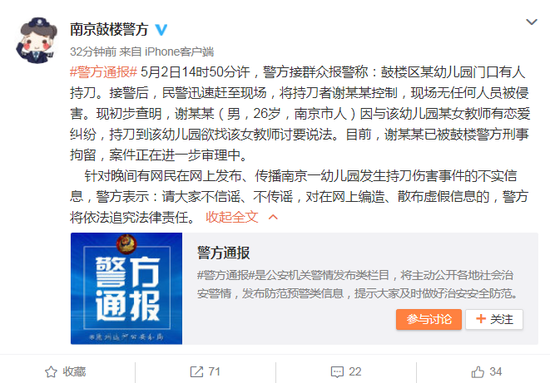 南京鼓楼警方
32分钟前 来自 iPhone客户端
#警方通报# 5月2日14时50分许，警方接群众报警称：鼓楼区某幼儿园门口有人
持刀。接警后，民警迅速赶至现场，将持刀者谢某某控制，现场无任何人员被侵
害。现初步查明，谢某某（男，26岁，南京市人）因与该幼儿园某女教师有恋爱
纠纷，持刀到该幼儿园欲找该女教师讨要说法。目前，谢某某已被鼓楼警方刑事
拘留，案件正在进一步审理中。
针对晚间有网民在网上发布、传播南京一幼儿园发生持刀伤害事件的不实信
息，警方表示：请大家不信谣、不传谣，对在网上编造、散布虚假信息的，警方
将依法追究法律责任。 收起全文
警方
通报
警方通报
#警方通报#是公安机关警情发布类栏目，将主动公开各地社会治
安警情，发布防范预警类信息，提示大家及时做好治安安全防范。
参与讨论
+ 关注
收藏
71
22
34